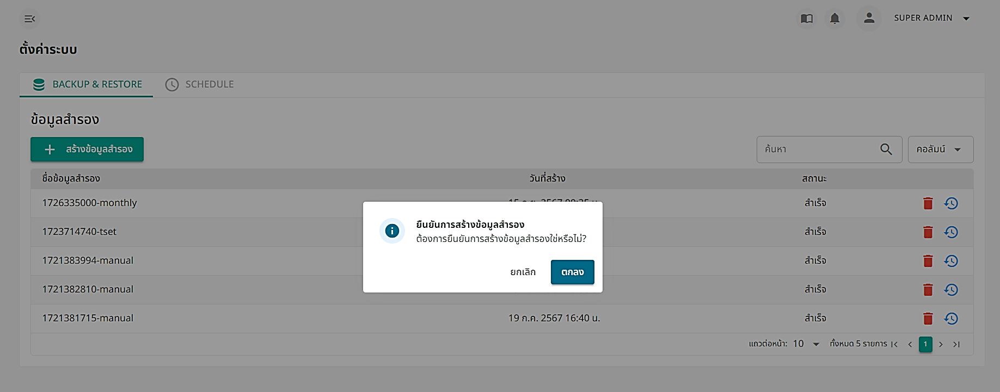 SUPER ADMIN
ตั้งค่าระบบ
BACKUP & RESTORE
SCHEDULE
ข้อมูลสำรอง
สร้างข้อมูลสำรอง
ค้นหา
คอลัมน์
ชื่อข้อมูลสำรอง วันที่สร้าง สถานะ
1726335000-monthly สำเร็จ
1723714740-tset สำเร็จ
1721383994-manual สำเร็จ
1721382810-manual สำเร็จ
1721381715-manual 19 ก.ค. 2567 16:40 น. สำเร็จ
ยืนยันการสร้างข้อมูลสำรอง
ต้องการยืนยันการสร้างข้อมูลสำรองใช่หรือไม่?
ยกเลิก ตกลง
แถวต่อหน้า: 10 ทั้งหมด 5 รายการ 1